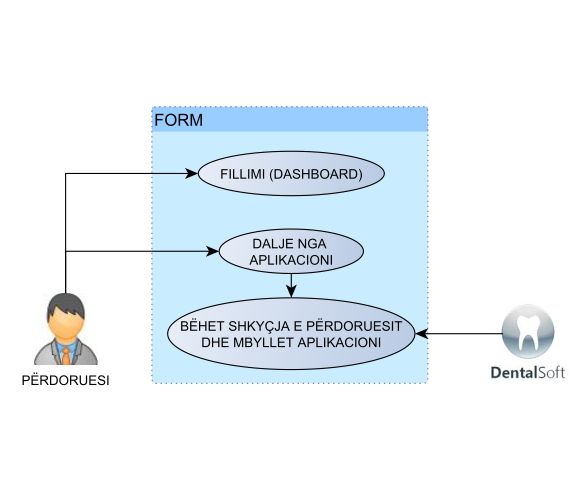 FORM
FILLIMI (DASHBOARD)
DALJE NGA
APLIKACIONI
BËHET SHKYÇJA E PËRDORUESIT
DHE MBYLLET APLIKACIONI
PËRDORUESI
DentalSoft